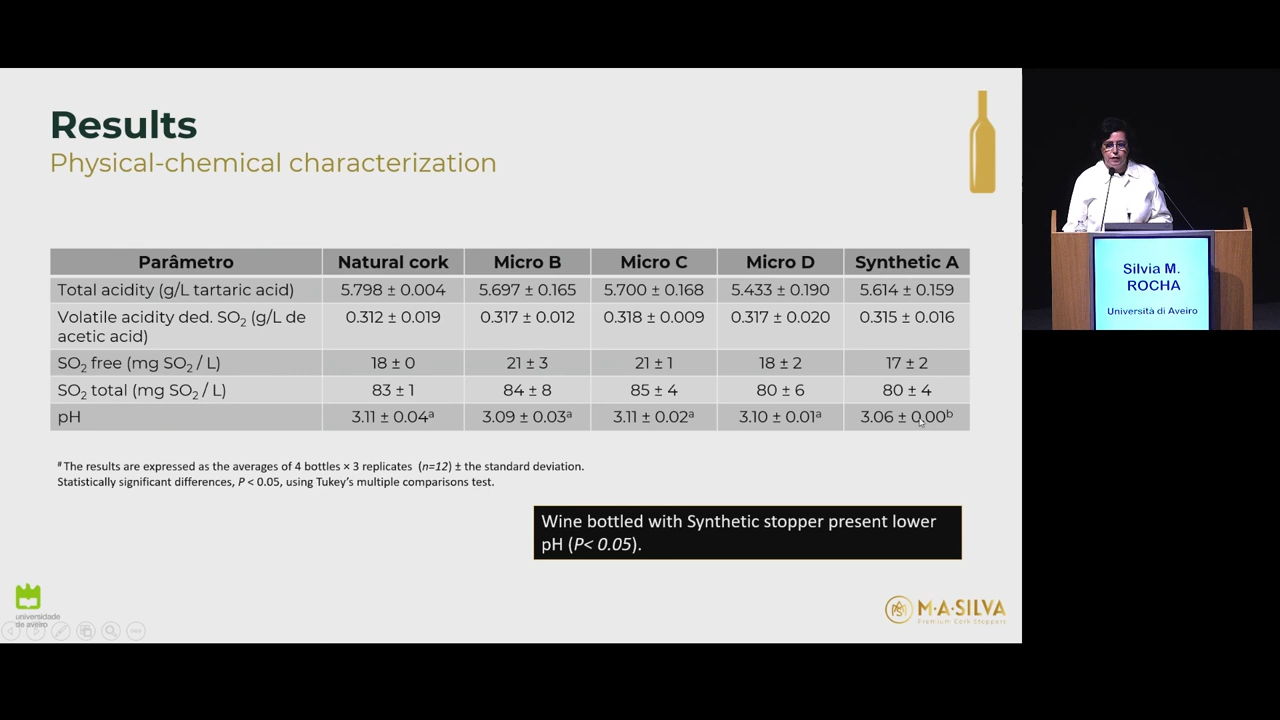 Results
Physical-chemical characterization
Parâmetro Natural cork Micro B Micro C Micro D Synthetic A
Total acidity (g/L tartaric acid) 5.798 ± 0.004 5.697 ± 0.165 5.700 ± 0.168 5.433 ± 0.190 5.614 ± 0.159
Volatile acidity ded. SO₂ (g/L de 0.312 ± 0.019 0.317 ± 0.012 0.318 ± 0.009 0.317 ± 0.020 0.315 ± 0.016
acetic acid)
SO₂ free (mg SO₂ / L) 18 ± 0 21 ± 3 21 ± 1 18 ± 2 17 ± 2
SO₂ total (mg SO₂ / L) 83 ± 1 84 ± 8 85 ± 4 80 ± 6 80 ± 4
pH 3.11 ± 0.04ᵃ 3.09 ± 0.03ᵃ 3.11 ± 0.02ᵃ 3.10 ± 0.01ᵃ 3.06 ± 0.00ᵇ
# The results are expressed as the averages of 4 bottles × 3 replicates (n=12) ± the standard deviation.
Statistically significant differences, P < 0.05, using Tukey's multiple comparisons test.
Wine bottled with Synthetic stopper present lower
pH (P< 0.05).
universidade
de aveiro
M·A·SILVA
Premium Cork Stoppers
Silvia M.
ROCHA
Università di Aveiro